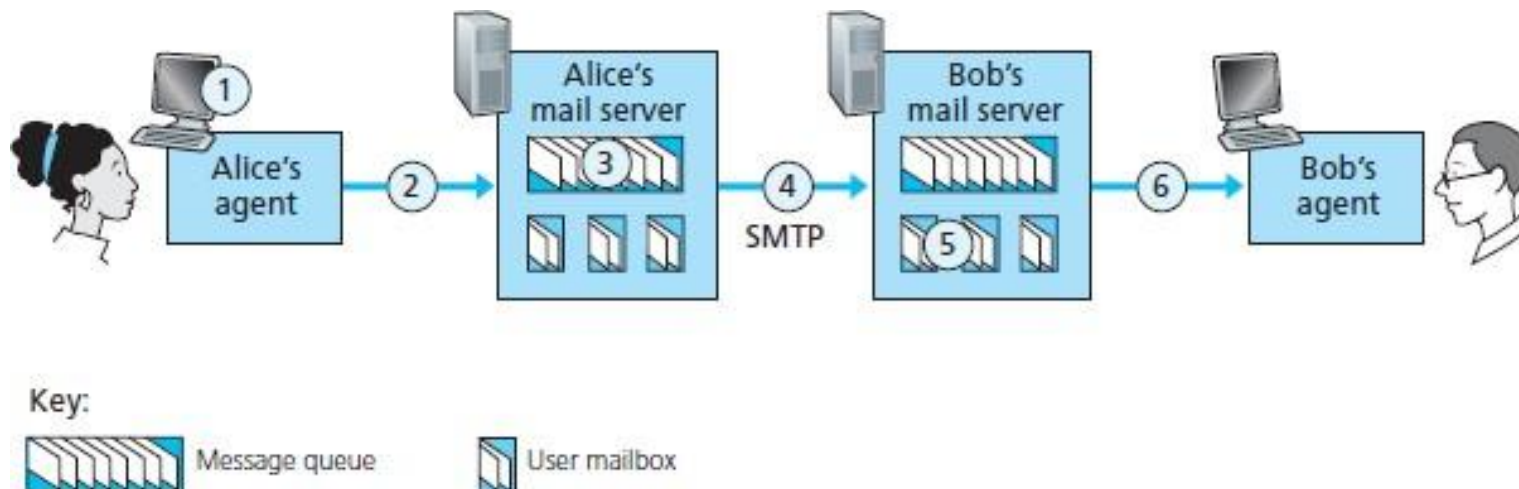 1
Alice's
agent
2
Alice's
mail server
3
4
SMTP
Bob's
mail server
5
6
Bob's
agent
Key:
Message queue
User mailbox